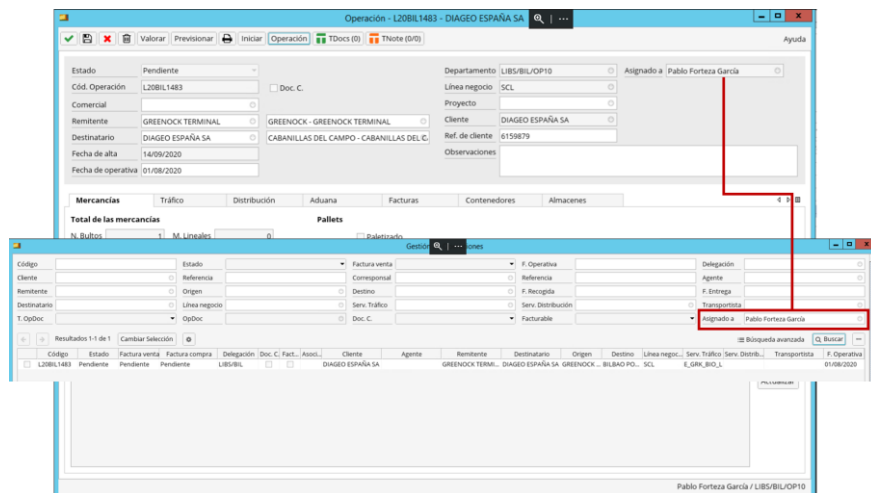 Operación - L20BIL1483 - DIAGEO ESPAÑA SA
Valorar Previsionar Iniciar Operación TDocs (0) TNote (0/0) Ayuda
Estado Pendiente Departamento LIBS/BIL/OP10 Asignado a Pablo Forteza García
Cód. Operación L20BIL1483 Doc. C. Línea negocio SCL
Comercial Proyecto
Remitente GREENOCK TERMINAL GREENOCK - GREENOCK TERMINAL Cliente DIAGEO ESPAÑA SA
Destinatario DIAGEO ESPAÑA SA CABANILLAS DEL CAMPO - CABANILLAS DEL C Ref. de cliente 6159879
Fecha de alta 14/09/2020 Observaciones
Fecha de operativa 01/08/2020
Mercancías Tráfico Distribución Aduana Facturas Contenedores Almacenes
Total de las mercancías Pallets
N. Bultos 1 M. Lineales 0 Paletizado
Gestión ones
Código Estado Factura venta F. Operativa Delegación
Cliente Referencia Corresponsal Referencia Agente
Remitente Origen Destino F. Recogida F. Entrega
Destinatario Línea negocio Serv. Tráfico Serv. Distribución Transportista
T. OpDoc OpDoc Doc. C. Facturable Asignado a Pablo Forteza García
Resultados 1-1 de 1 Cambiar Selección Búsqueda avanzada Buscar
Código Estado Factura venta Factura compra Delegación Doc. C. Fact... Asoci... Cliente Agente Remitente Destinatario Origen Destino Línea negoc... Serv. Tráfico Serv. Distrib... Transportista F. Operativa
L20BIL1483 Pendiente Pendiente Pendiente LIBS/BIL DIAGEO ESPAÑA SA GREENOCK TERMI... DIAGEO ESPAÑA SA GREENOCK ... BILBAO PO... SCL E_GRK_BIO_L 01/08/2020
Actualizar
Pablo Forteza García / LIBS/BIL/OP10